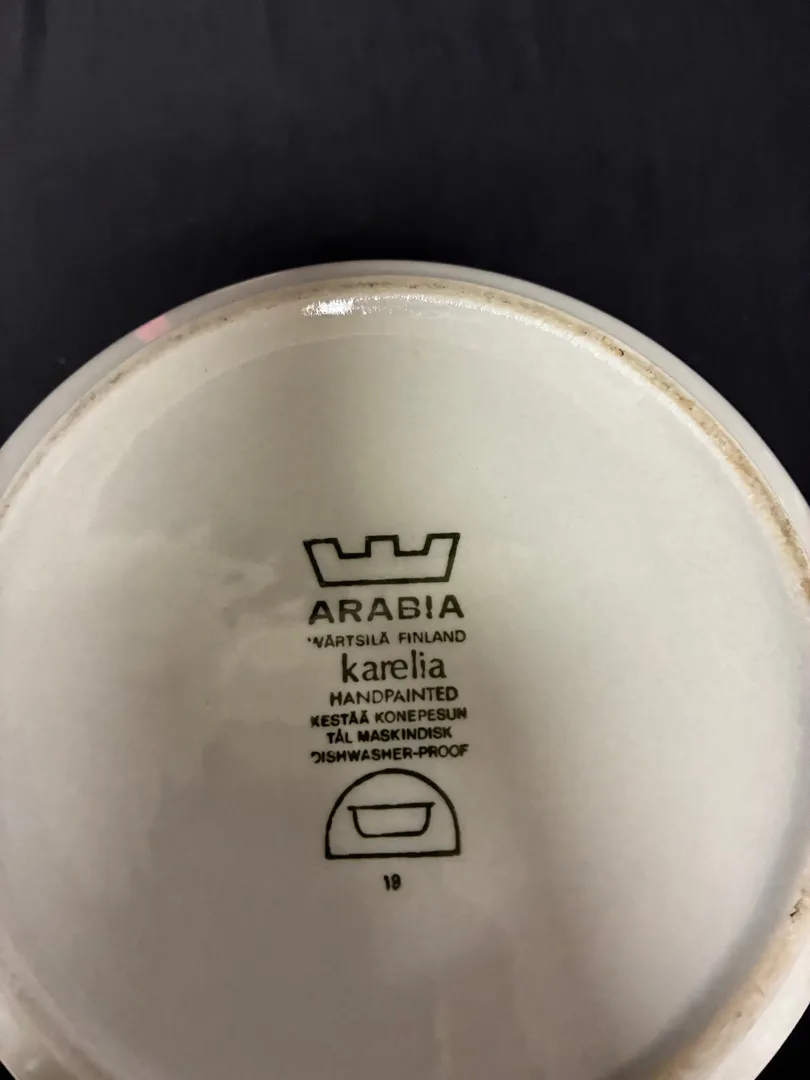 ARABIA
WÄRTSILÄ FINLAND
karelia
HANDPAINTED
KESTÄÄ KONEPESUN
TÅL MASKINDISK
DISHWASHER-PROOF
19